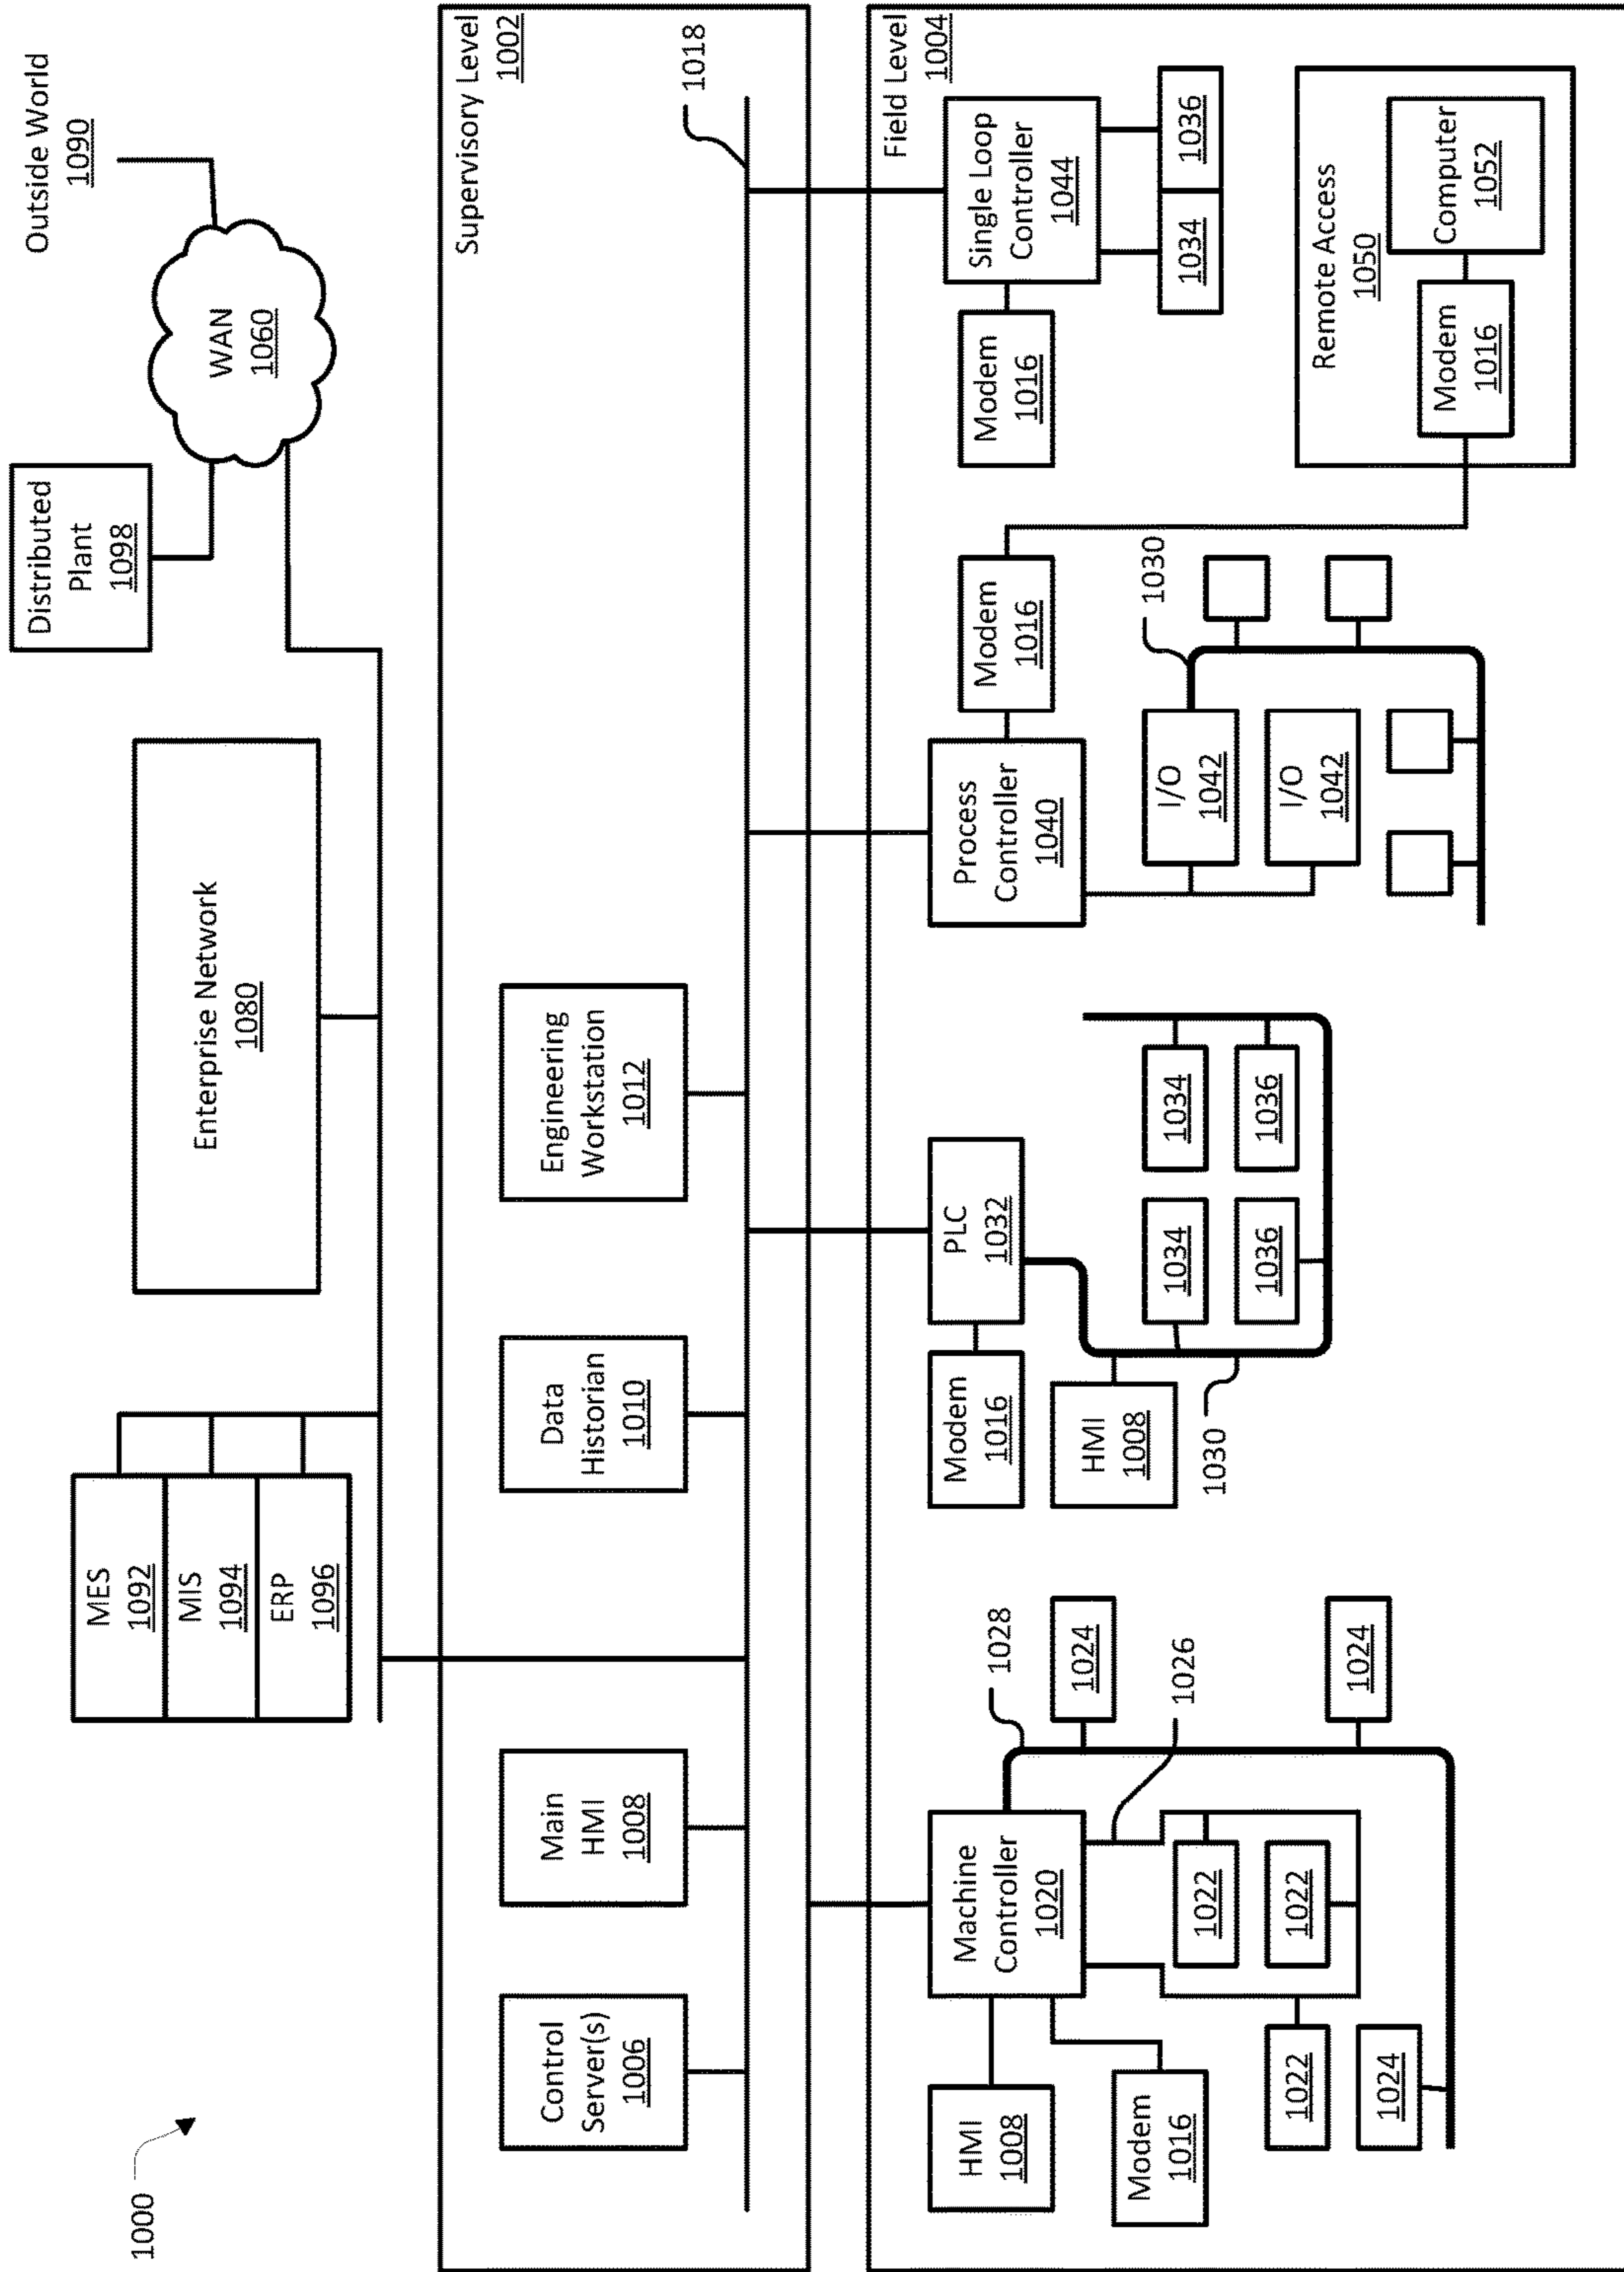 1000
MES
1092
MIS
1094
ERP
1096
Enterprise Network
1080
Distributed
Plant
1098
WAN
1060
Outside World
1090
Supervisory Level
1002
Control
Server(s)
1006
Main
HMI
1008
Data
Historian
1010
Engineering
Workstation
1012
1018
Field Level
1004
HMI
1008
Modem
1016
Machine
Controller
1020
1022
1022
1022
1024
1024
1024
1028
1026
Modem
1016
HMI
1008
1030
PLC
1032
1034
1036
1034
1036
Process
Controller
1040
I/O
1042
I/O
1042
Modem
1016
1030
Modem
1016
Single Loop
Controller
1044
1034
1036
Remote Access
1050
Modem
1016
Computer
1052